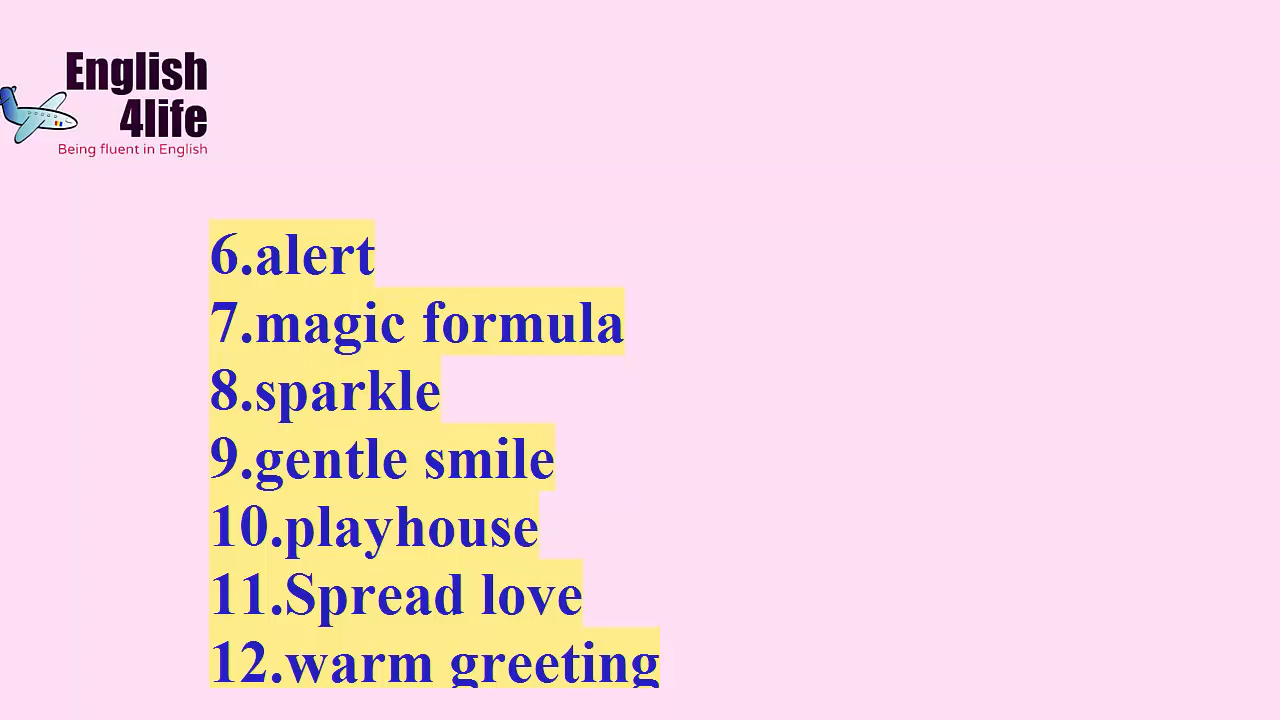 English
4life
Being fluent in English
6.alert
7.magic formula
8.sparkle
9.gentle smile
10.playhouse
11.Spread love
12.warm greeting